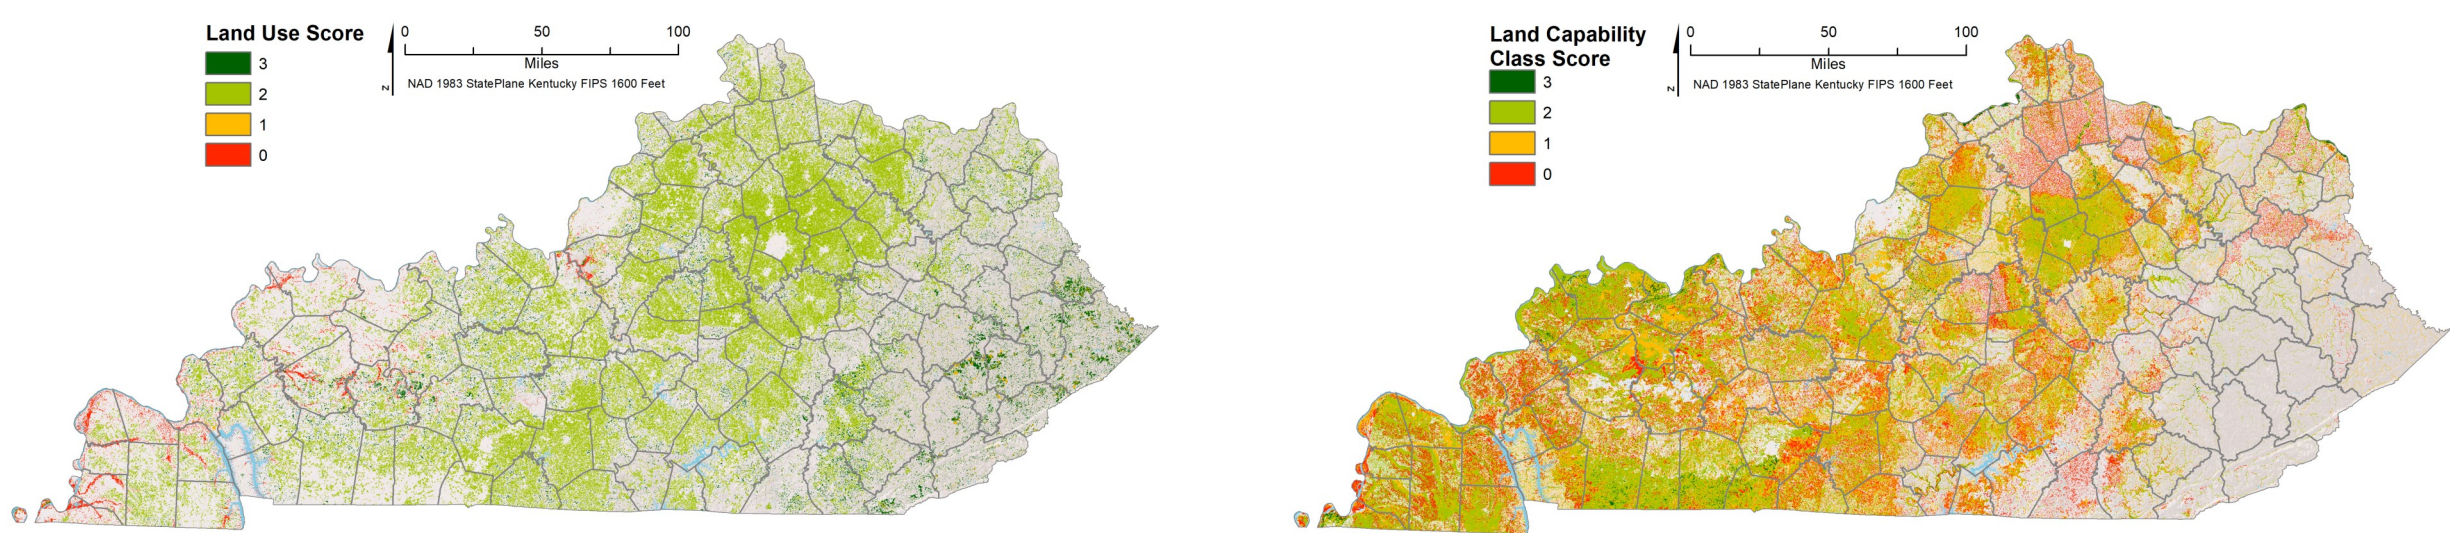 Land Use Score
3
2
1
0
0 50 100
Miles
NAD 1983 StatePlane Kentucky FIPS 1600 Feet
z
Land Capability
Class Score
3
2
1
0
0 50 100
Miles
NAD 1983 StatePlane Kentucky FIPS 1600 Feet
z